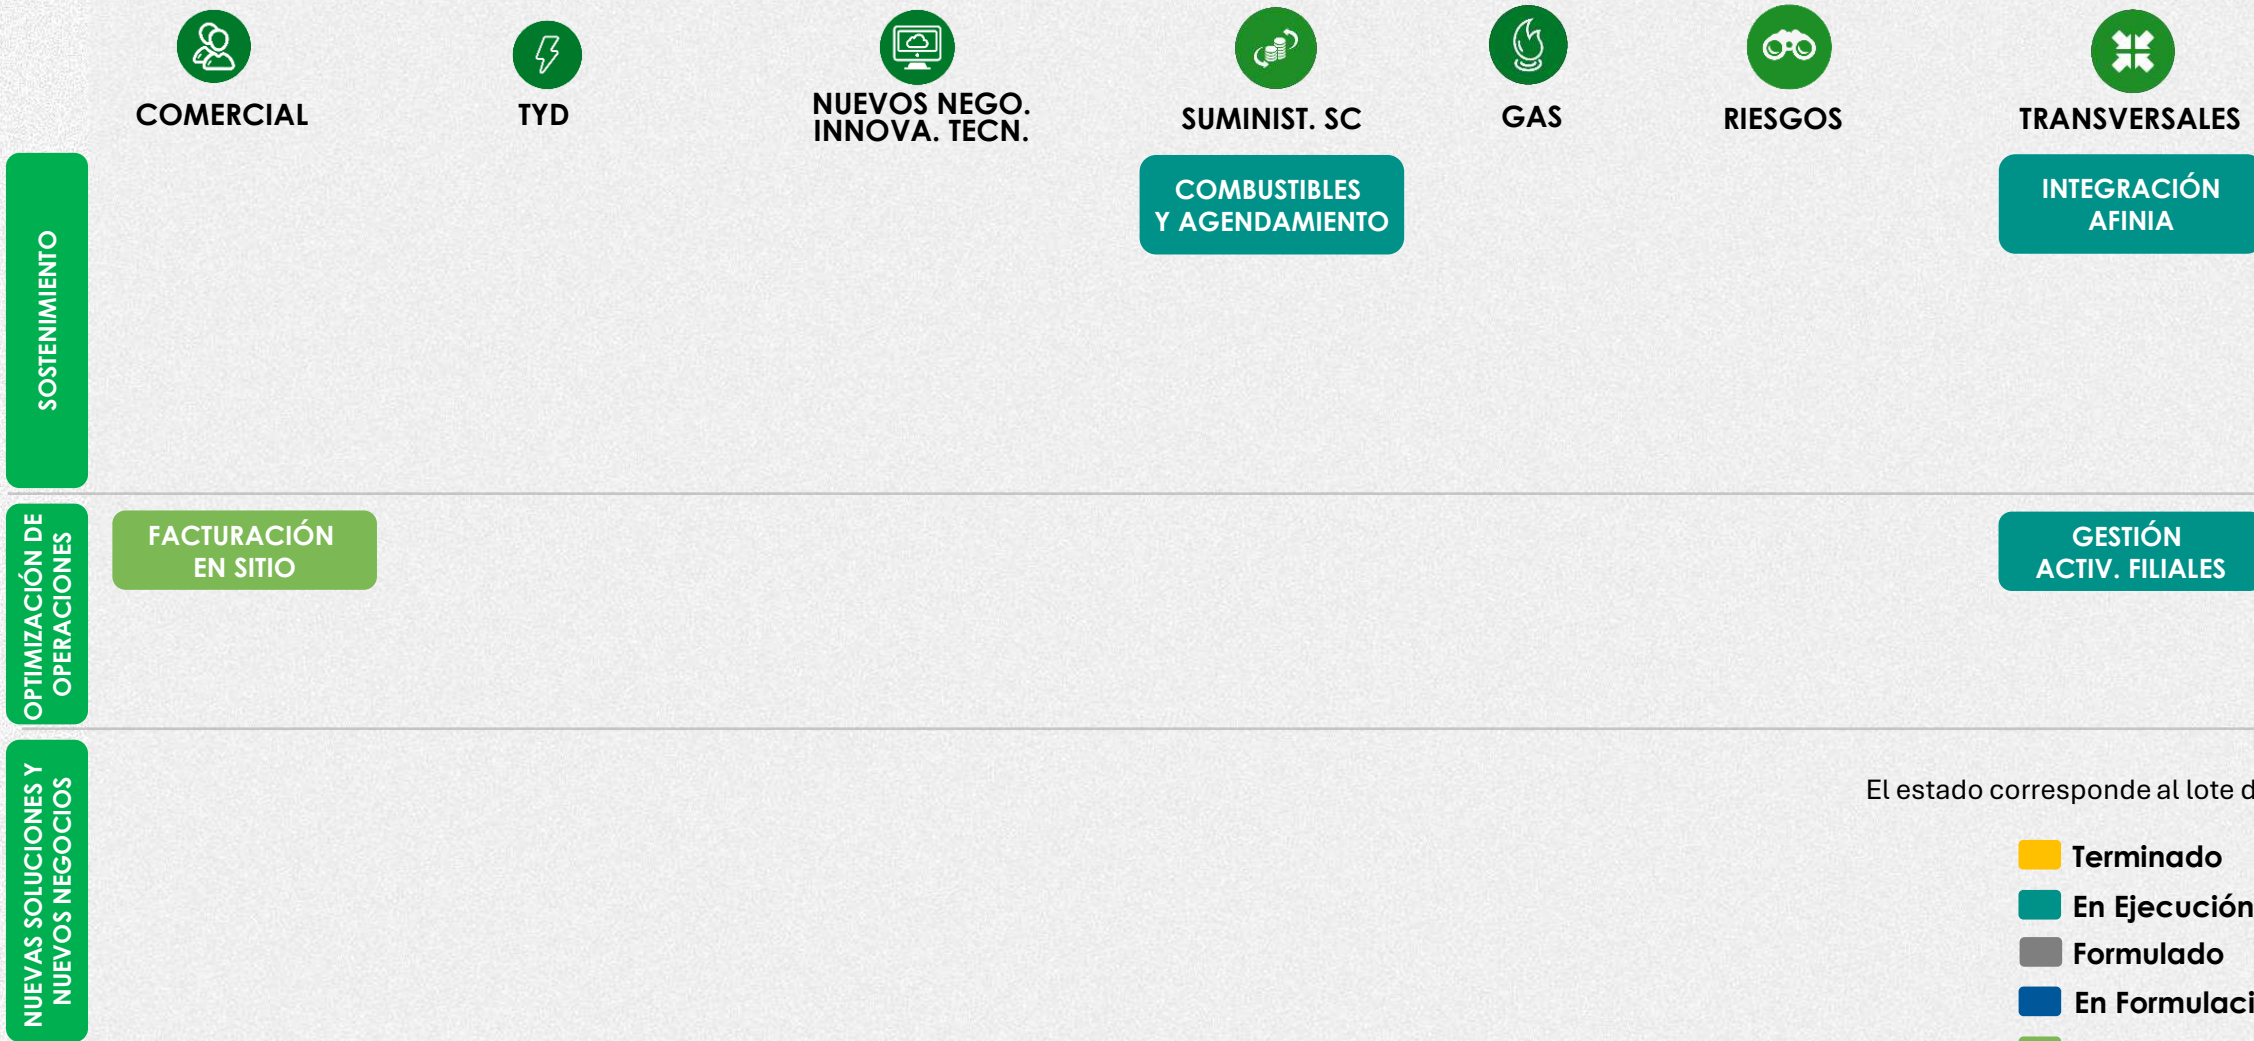 COMERCIAL
TYD
NUEVOS NEGO.
INNOVA. TECN.
SUMINIST. SC
GAS
RIESGOS
TRANSVERSALES
SOSTENIMIENTO
COMBUSTIBLES
Y AGENDAMIENTO
INTEGRACIÓN
AFINIA
OPTIMIZACIÓN DE
OPERACIONES
FACTURACIÓN
EN SITIO
GESTIÓN
ACTIV. FILIALES
NUEVAS SOLUCIONES Y
NUEVOS NEGOCIOS
El estado corresponde al lote d
Terminado
En Ejecución
Formulado
En Formulaci